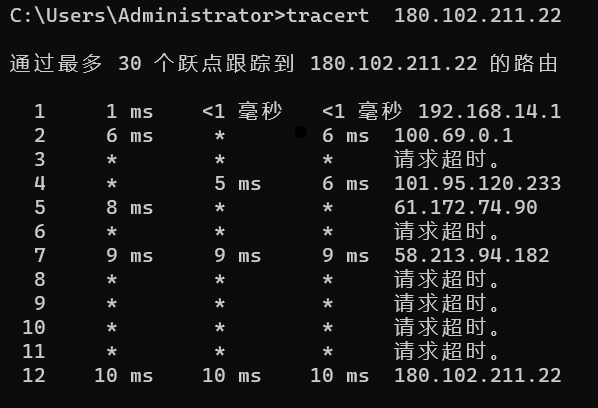 C:\Users\Administrator>tracert  180.102.211.22
通过最多 30 个跃点跟踪到 180.102.211.22 的路由
1     1 ms    <1 毫秒   <1 毫秒 192.168.14.1
2     6 ms     *        6 ms  100.69.0.1
3     *        *        *     请求超时。
4     *        5 ms     6 ms  101.95.120.233
5     8 ms     *        *     61.172.74.90
6     *        *        *     请求超时。
7     9 ms     9 ms     9 ms  58.213.94.182
8     *        *        *     请求超时。
9     *        *        *     请求超时。
10     *        *        *     请求超时。
11     *        *        *     请求超时。
12    10 ms    10 ms    10 ms  180.102.211.22